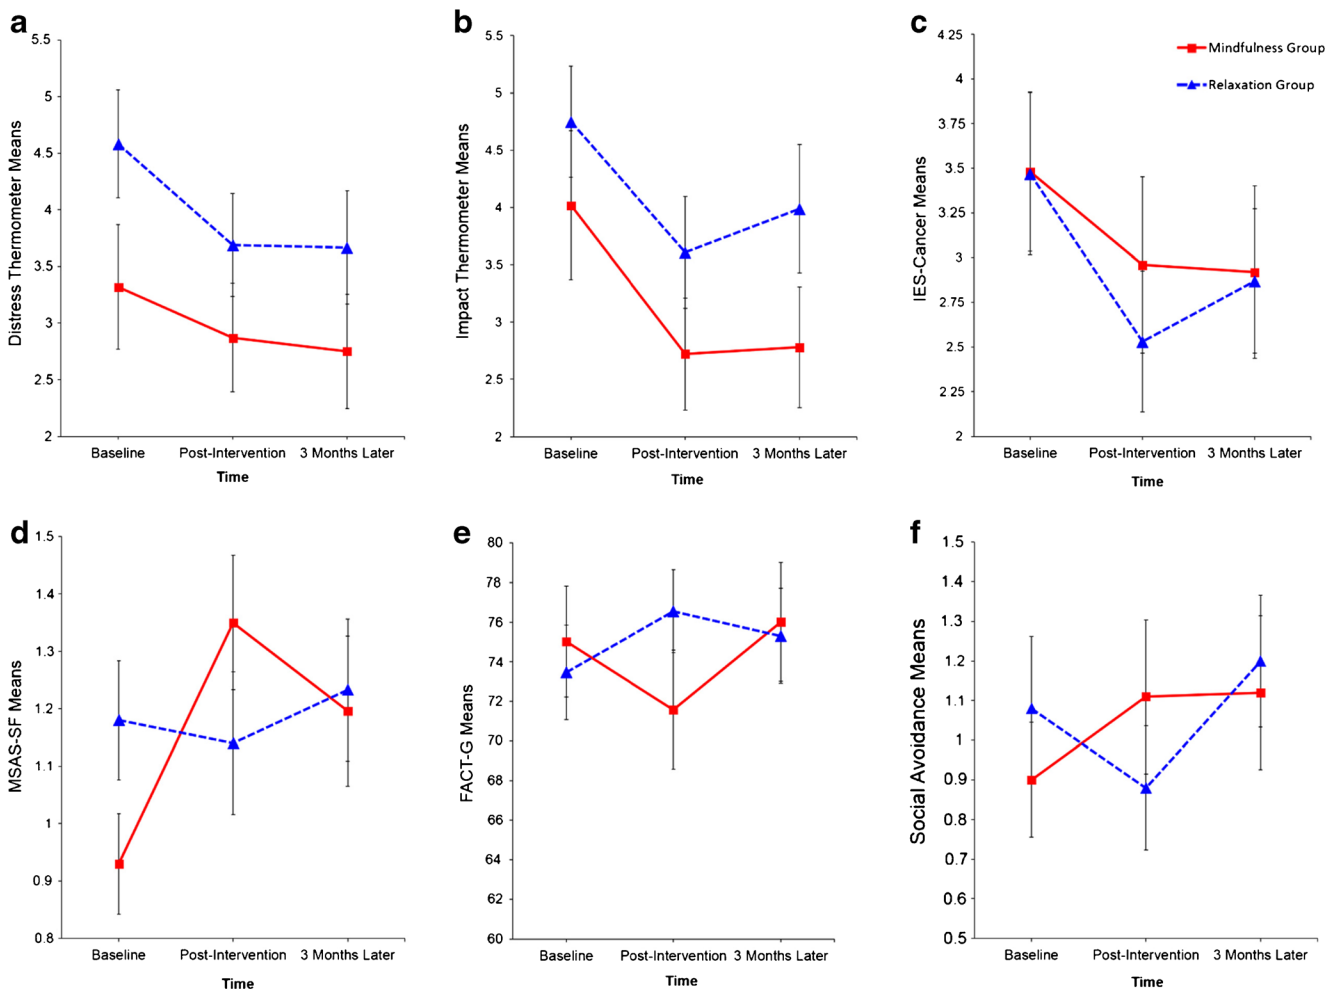 a
5.5
5
4.5
4
3.5
3
2.5
2
Distress Thermometer Means
Baseline
Post-Intervention
3 Months Later
Time
b
5.5
5
4.5
4
3.5
3
2.5
2
Impact Thermometer Means
Baseline
Post-Intervention
3 Months Later
Time
c
4.25
4
3.75
3.5
3.25
3
2.75
2.5
2 25
2
IES-Cancer Means
Mindfulness Group
Relaxation Group
Baseline
Post-Intervention
3 Months Later
Time
d
1.5
1.4
1.3
1.2
1.1
1
0.9
0.8
MSAS-SF Means
Baseline
Post-Intervention
3 Months Later
Time
e
80
78
76
74
72
70
68
66
64
62
60
FACT-G Mens
Baseline
Post-Intervention
3 Months Later
Time
f
1.5
1.4
1.3
1.2
1.1
1
0.9
0.8
0.7
0.6
0.5
Social Avoidance Means
Baseline
Post-Intervention
3 Months Later
Time